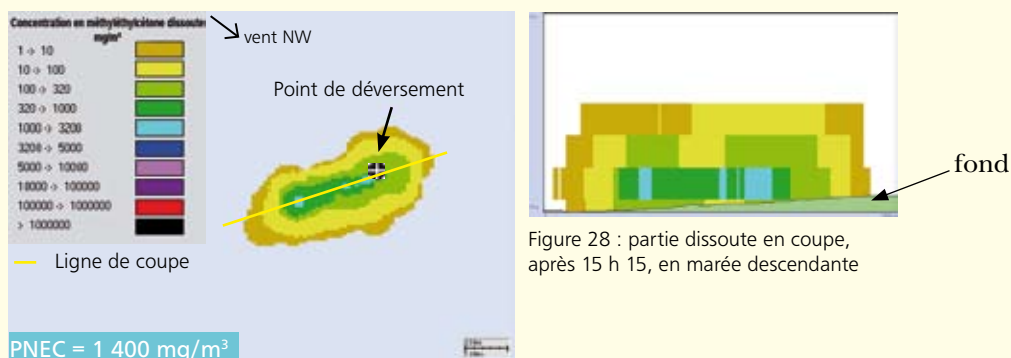 Concentration en méthyléthylcétone dissoute
mg/m³
1 -> 10
10 -> 100
100 -> 320
320 -> 1000
1000 -> 3200
3200 -> 5000
5000 -> 10000
10000 -> 100000
100000 -> 1000000
> 1000000
vent NW
Point de déversement
Ligne de coupe
PNEC = 1 400 mg/m³
fond
Figure 28 : partie dissoute en coupe,
après 15 h 15, en marée descendante